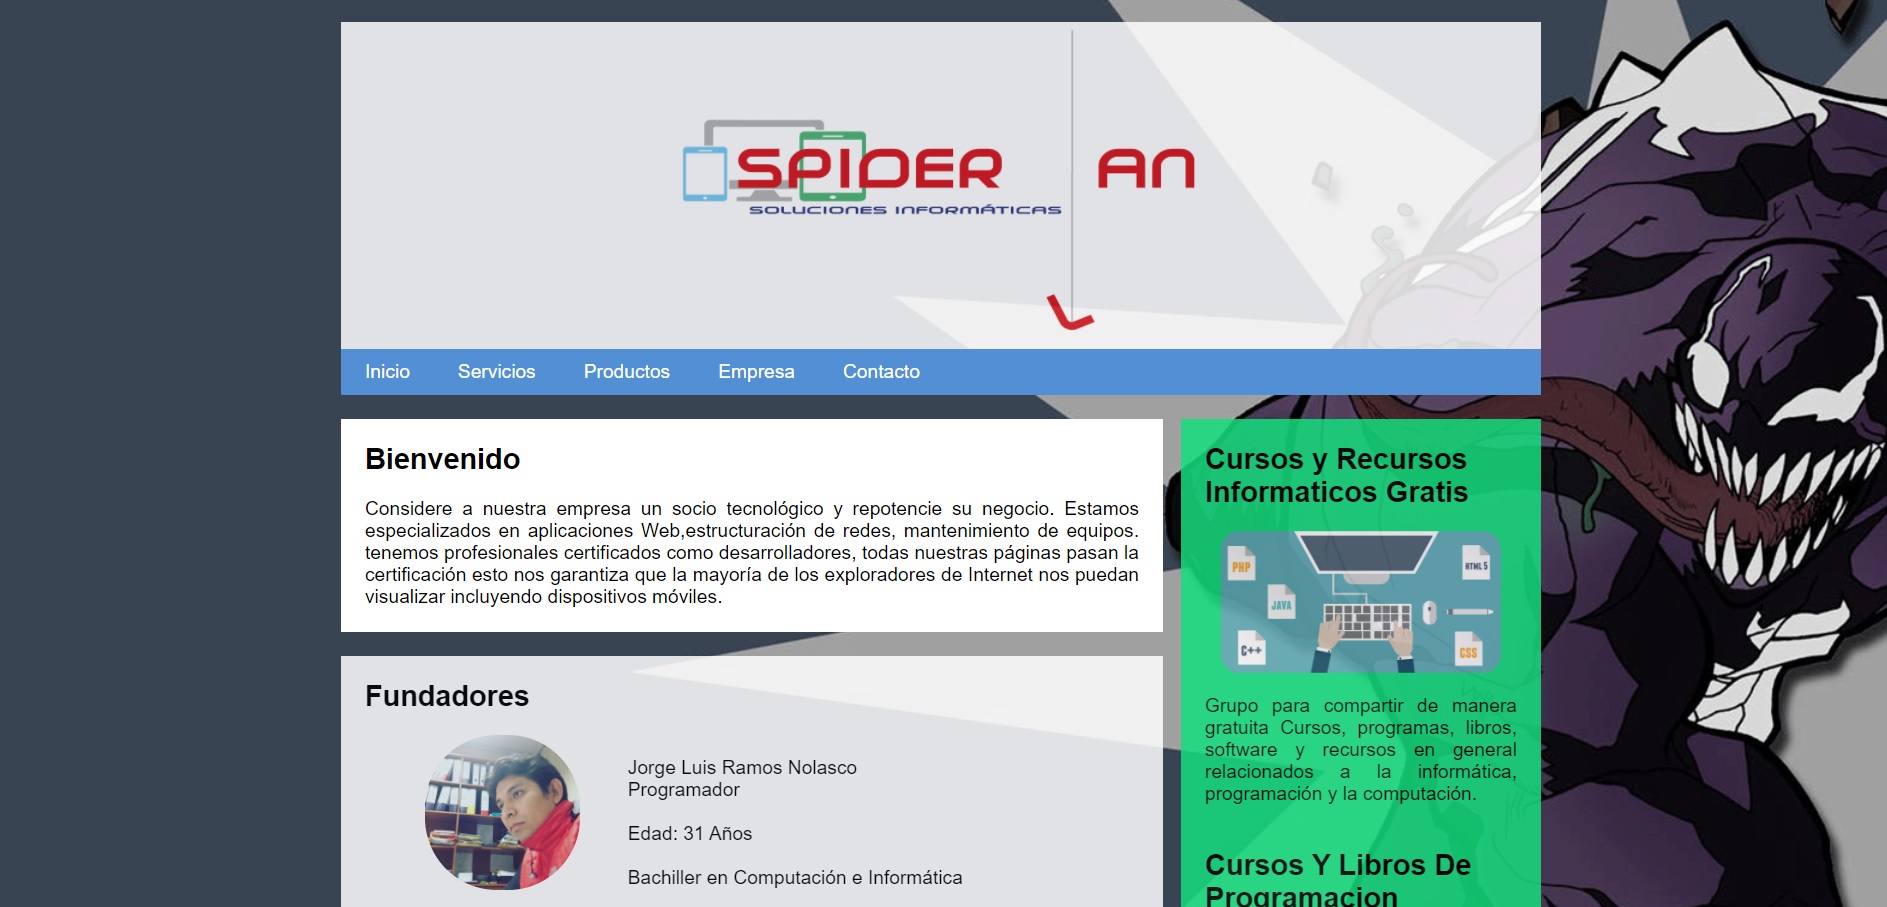 SPIDER AN
SOLUCIONES INFORMÁTICAS
Inicio Servicios Productos Empresa Contacto
Bienvenido
Considere a nuestra empresa un socio tecnológico y repotencie su negocio. Estamos
especializados en aplicaciones Web,estructuración de redes, mantenimiento de equipos.
tenemos profesionales certificados como desarrolladores, todas nuestras páginas pasan la
certificación esto nos garantiza que la mayoría de los exploradores de Internet nos puedan
visualizar incluyendo dispositivos móviles.
Fundadores
Jorge Luis Ramos Nolasco
Programador
Edad: 31 Años
Bachiller en Computación e Informática
Cursos y Recursos
Informaticos Gratis
PHP
HTML 5
JAVA
C++
CSS
Grupo para compartir de manera
gratuita Cursos, programas, libros,
software y recursos en general
relacionados a la informática,
programación y la computación.
Cursos Y Libros De
Programacion